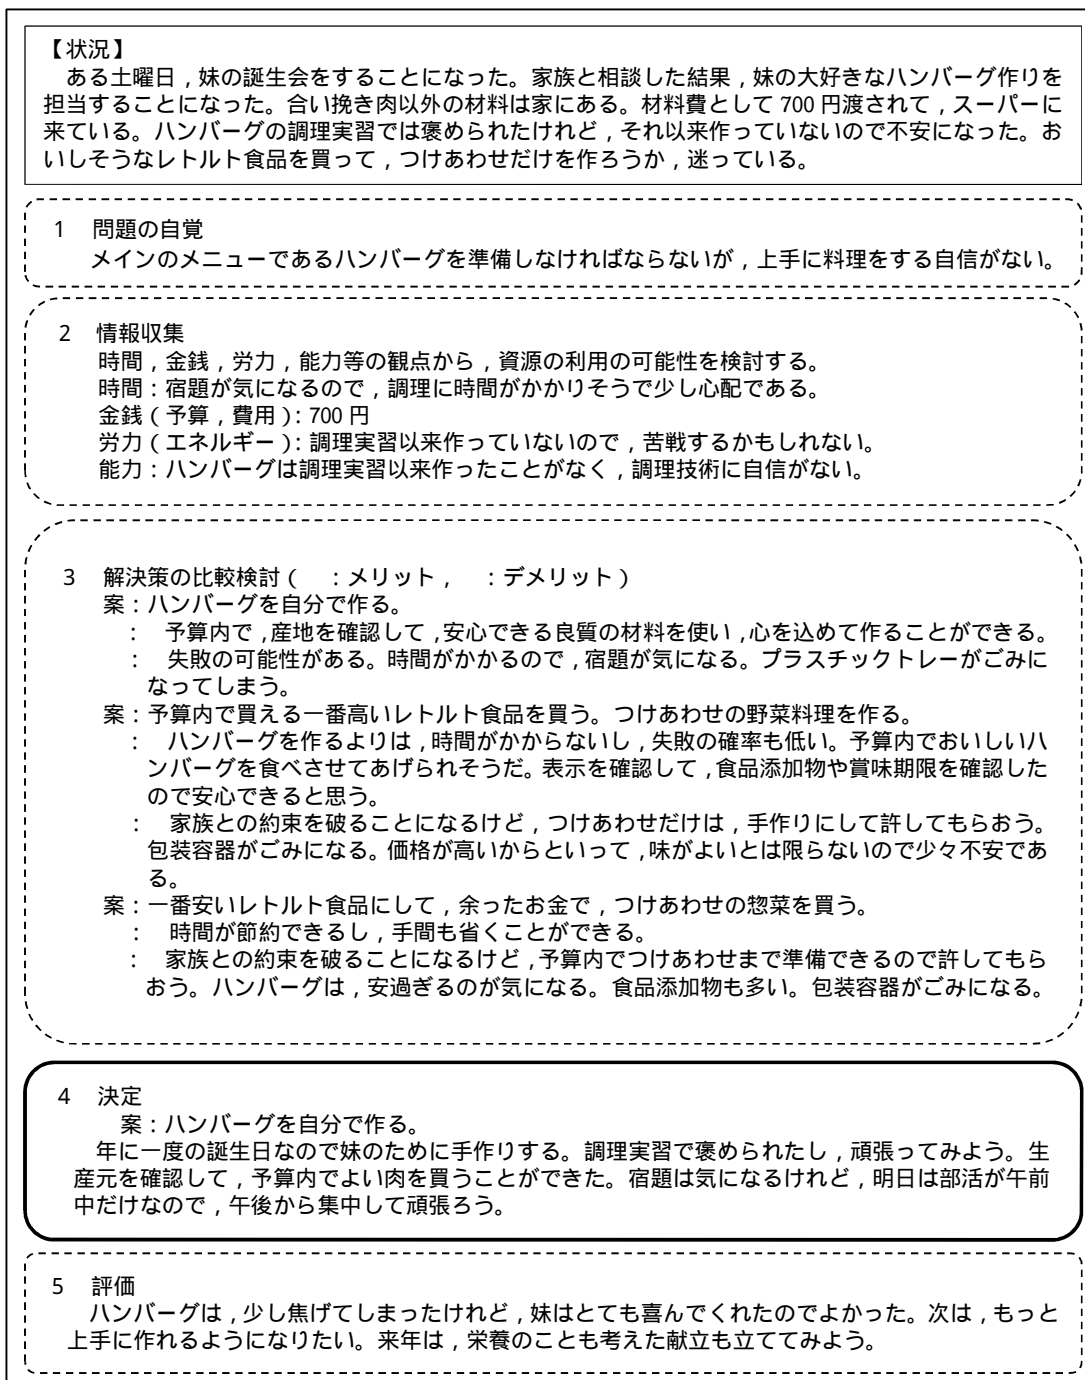 【状況】
ある土曜日，妹の誕生会をすることになった。家族と相談した結果，妹の大好きなハンバーグ作りを
担当することになった。合い挽き肉以外の材料は家にある。材料費として 700 円渡されて，スーパーに
来ている。ハンバーグの調理実習では褒められたけれど，それ以来作っていないので不安になった。お
いしそうなレトルト食品を買って，つけあわせだけを作ろうか，迷っている。
1 問題の自覚
メインのメニューであるハンバーグを準備しなければならないが，上手に料理をする自信がない。
2 情報収集
時間，金銭，労力，能力等の観点から，資源の利用の可能性を検討する。
時間：宿題が気になるので，調理に時間がかかりそうで少し心配である。
金銭（予算，費用）：700 円
労力（エネルギー）：調理実習以来作っていないので，苦戦するかもしれない。
能力：ハンバーグは調理実習以来作ったことがなく，調理技術に自信がない。
3 解決策の比較検討（ ：メリット， ：デメリット）
案：ハンバーグを自分で作る。
： 予算内で，産地を確認して，安心できる良質の材料を使い，心を込めて作ることができる。
： 失敗の可能性がある。時間がかかるので，宿題が気になる。プラスチックトレーがごみに
なってしまう。
案：予算内で買える一番高いレトルト食品を買う。つけあわせの野菜料理を作る。
： ハンバーグを作るよりは，時間がかからないし，失敗の確率も低い。予算内でおいしいハ
ンバーグを食べさせてあげられそうだ。表示を確認して，食品添加物や賞味期限を確認した
ので安心できると思う。
： 家族との約束を破ることになるけど，つけあわせだけは，手作りにして許してもらおう。
包装容器がごみになる。価格が高いからといって，味がよいとは限らないので少々不安であ
る。
案：一番安いレトルト食品にして，余ったお金で，つけあわせの惣菜を買う。
： 時間が節約できるし，手間も省くことができる。
： 家族との約束を破ることになるけど，予算内でつけあわせまで準備できるので許してもら
おう。ハンバーグは，安過ぎるのが気になる。食品添加物も多い。包装容器がごみになる。
4 決定
案：ハンバーグを自分で作る。
年に一度の誕生日なので妹のために手作りする。調理実習で褒められたし，頑張ってみよう。生
産元を確認して，予算内でよい肉を買うことができた。宿題は気になるけれど，明日は部活が午前
中だけなので，午後から集中して頑張ろう。
5 評価
ハンバーグは，少し焦げてしまったけれど，妹はとても喜んでくれたのでよかった。次は，もっと
上手に作れるようになりたい。来年は，栄養のことも考えた献立も立ててみよう。